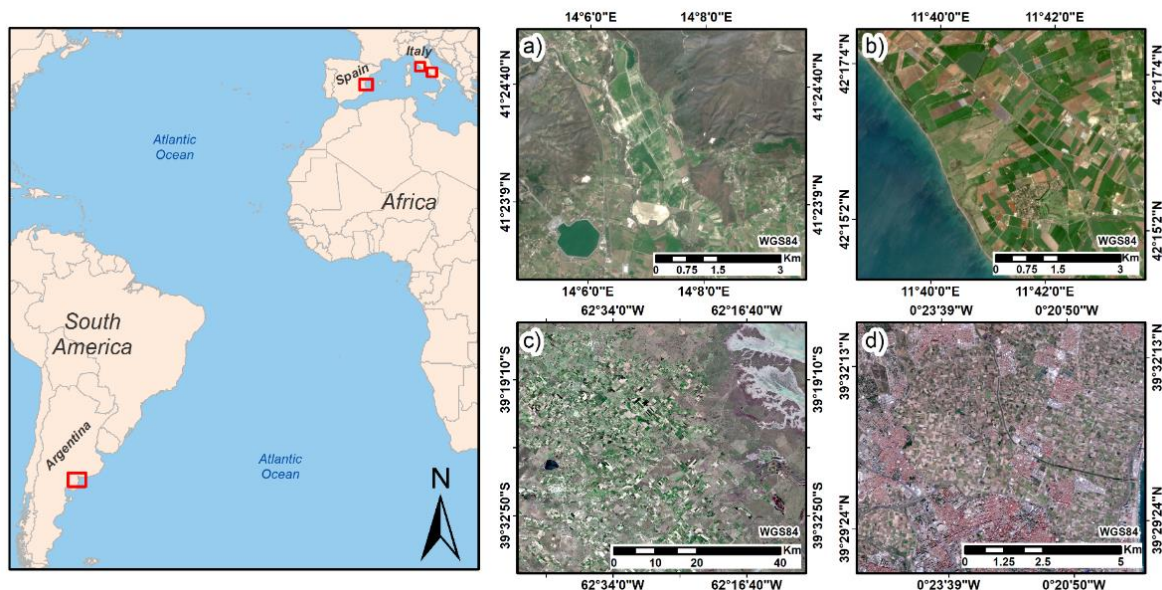 Italy
Spain
Atlantic
Ocean
Africa
South
America
Argentina
Atlantic
Ocean
N
14°6'0"E 14°8'0"E
a)
41°24'40"N
41°24'40"N
41°23'9"N
41°23'9"N
WGS84
Km
0 0.75 1.5 3
14°6'0"E 14°8'0"E
11°40'0"E 11°42'0"E
b)
42°17'4"N
42°17'4"N
42°15'2"N
42°15'2"N
WGS84
Km
0 0.75 1.5 3
11°40'0"E 11°42'0"E
62°34'0"W 62°16'40"W
c)
39°19'10"S
39°19'10"S
39°32'50"S
39°32'50"S
WGS84
Km
0 10 20 40
62°34'0"W 62°16'40"W
0°23'39"W 0°20'50"W
d)
39°32'13"N
39°32'13"N
39°29'24"N
39°29'24"N
WGS84
Km
0 1.25 2.5 5
0°23'39"W 0°20'50"W